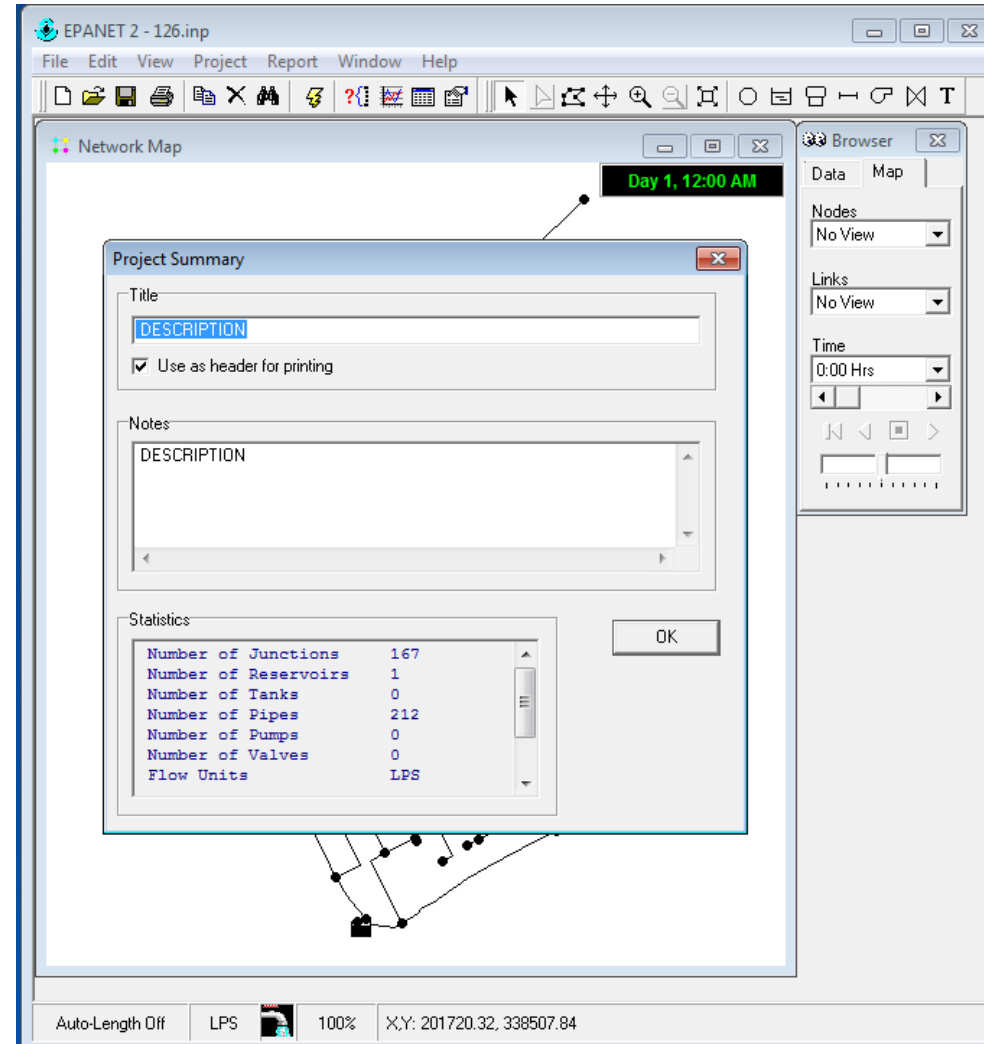 EPANET 2 - 126.inp
File Edit View Project Report Window Help
T
Network Map
Day 1, 12:00 AM
Browser
Data Map
Nodes
No View
Links
No View
Time
0:00 Hrs
Project Summary
Title
DESCRIPTION
Use as header for printing
Notes
DESCRIPTION
Statistics
Number of Junctions 167
Number of Reservoirs 1
Number of Tanks 0
Number of Pipes 212
Number of Pumps 0
Number of Valves 0
Flow Units LPS
OK
Auto-Length Off LPS 100% X,Y: 201720.32, 338507.84